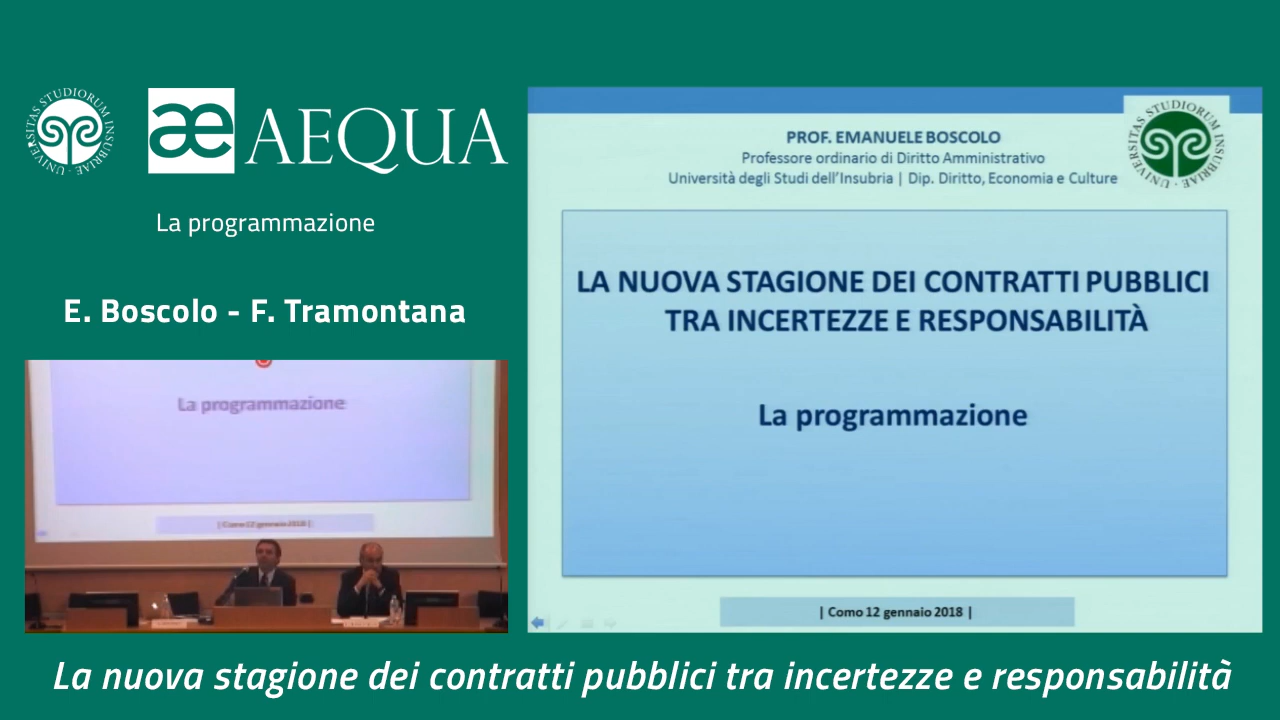 UNIVERSITAS STUDIORUM INSUBRIAE
æ AEQUA
La programmazione
E. Boscolo - F. Tramontana
La programmazione
| Como 12 gennaio 2018 |
PROF. EMANUELE BOSCOLO
Professore ordinario di Diritto Amministrativo
Università degli Studi dell'Insubria | Dip. Diritto, Economia e Culture
UNIVERSITAS STUDIORUM INSUBRIAE
LA NUOVA STAGIONE DEI CONTRATTI PUBBLICI
TRA INCERTEZZE E RESPONSABILITÀ
La programmazione
| Como 12 gennaio 2018 |
La nuova stagione dei contratti pubblici tra incertezze e responsabilità